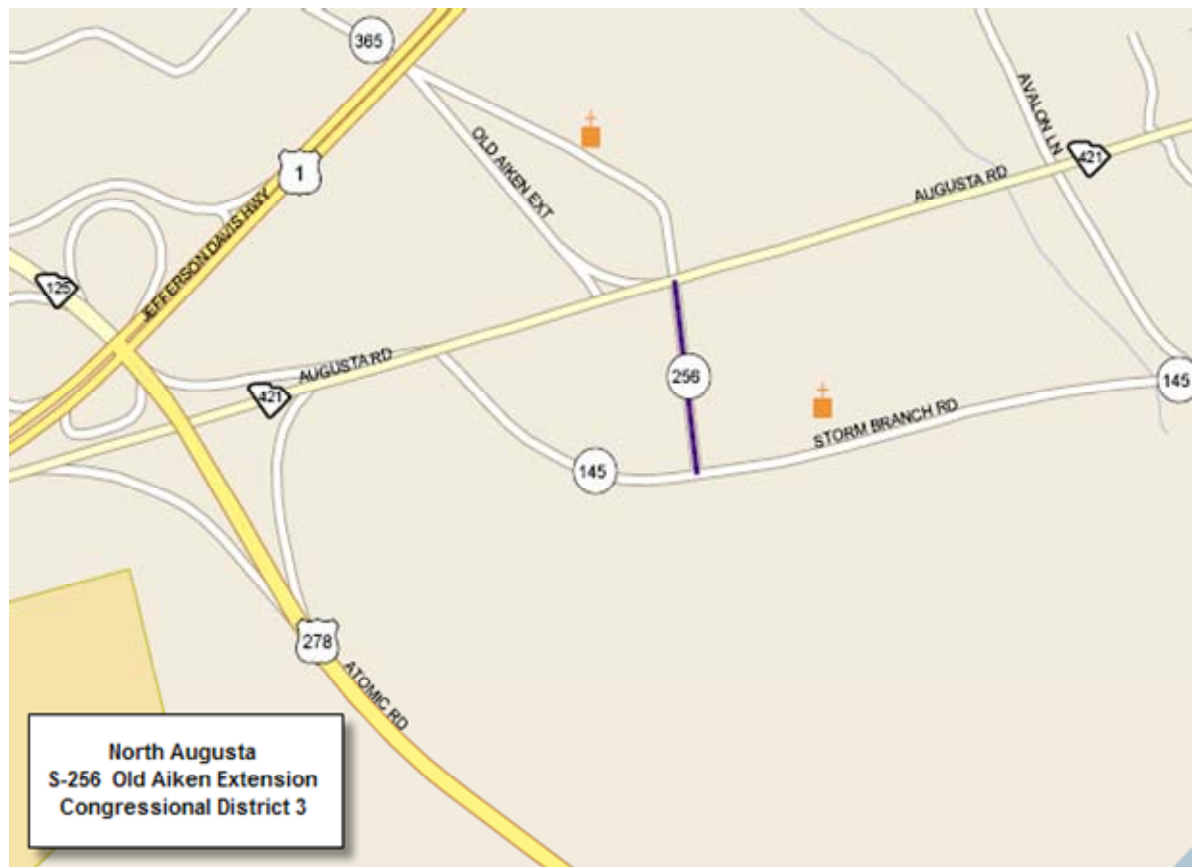 365
1
JEFFERSON DAVIS HWY
125
OLD AIKEN EXT
AVALON LN
421
AUGUSTA RD
AUGUSTA RD
421
256
145
STORM BRANCH RD
145
278
ATOMIC RD
North Augusta
S-256 Old Aiken Extension
Congressional District 3